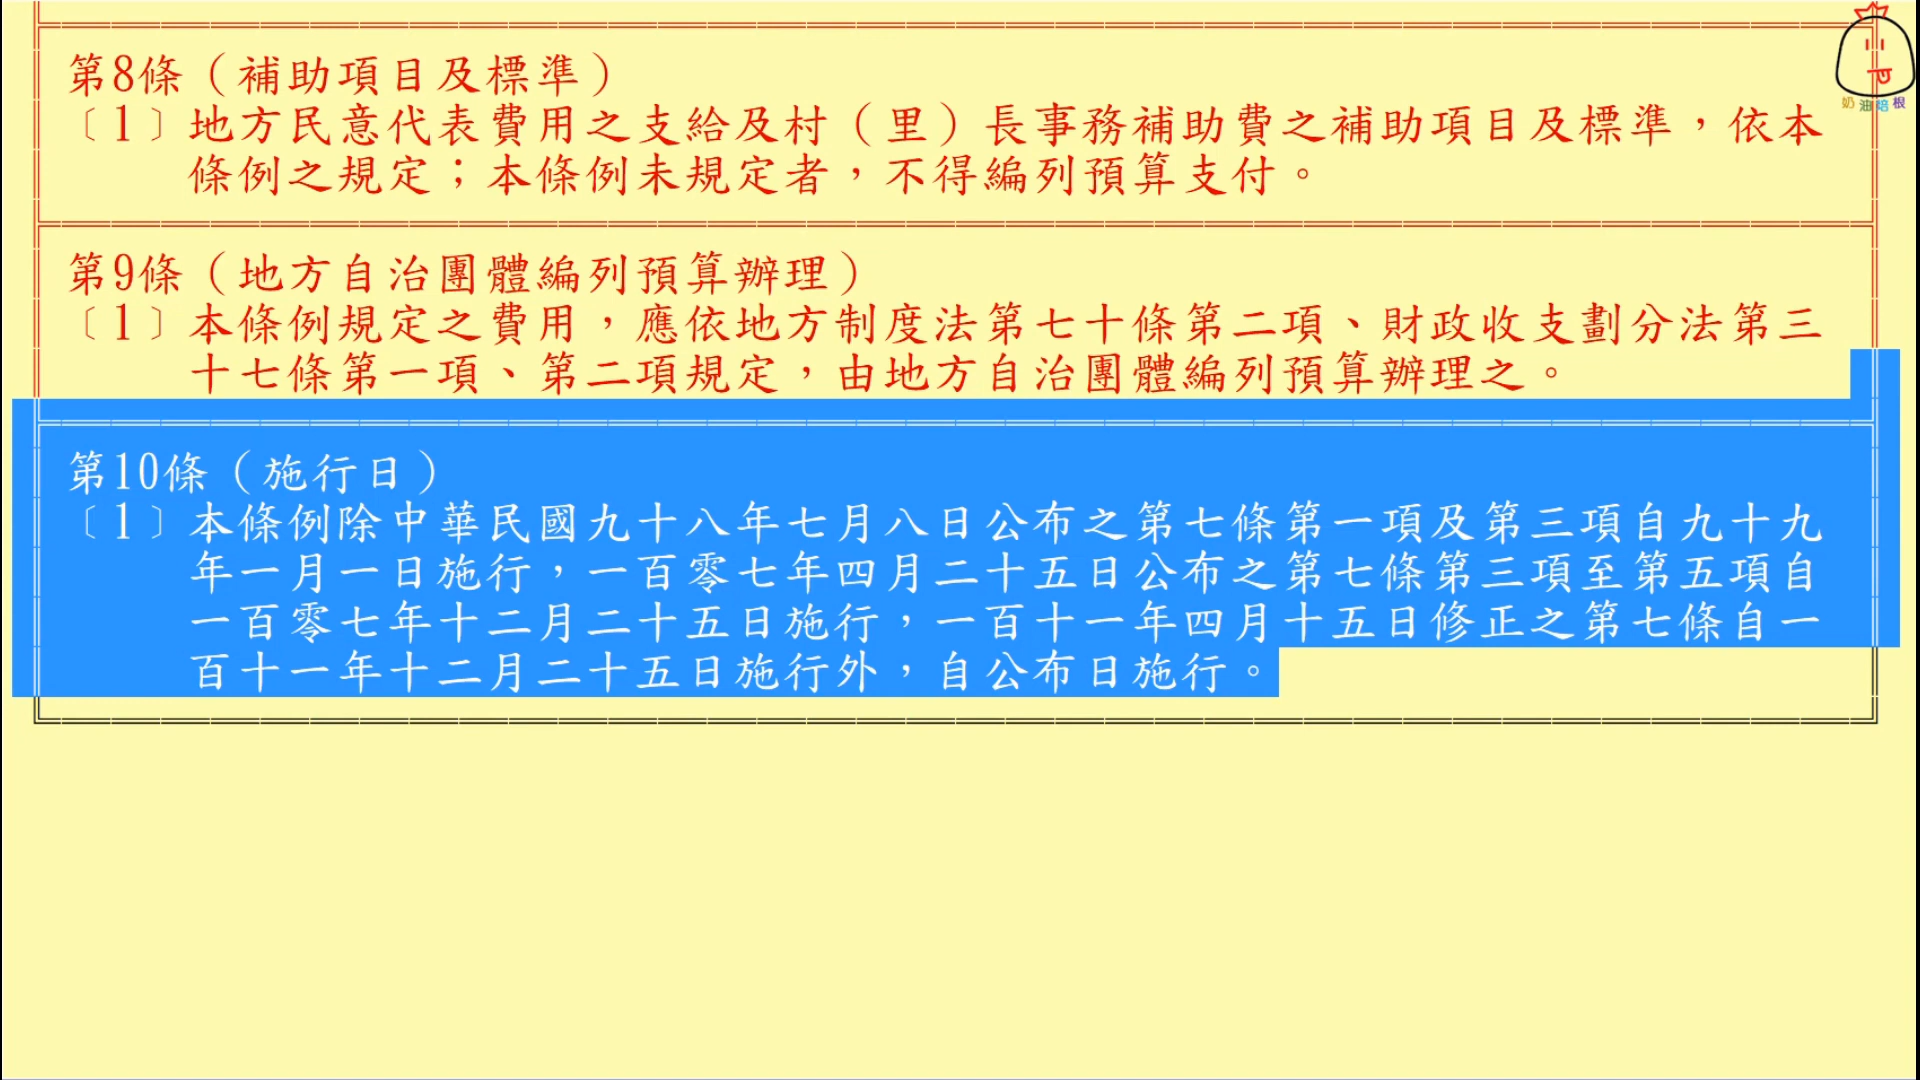 奶油焙根
第8條（補助項目及標準）
〔1〕地方民意代表費用之支給及村（里）長事務補助費之補助項目及標準，依本
條例之規定；本條例未規定者，不得編列預算支付。
第9條（地方自治團體編列預算辦理）
〔1〕本條例規定之費用，應依地方制度法第七十條第二項、財政收支劃分法第三
十七條第一項、第二項規定，由地方自治團體編列預算辦理之。
第10條（施行日）
〔1〕本條例除中華民國九十八年七月八日公布之第七條第一項及第三項自九十九
年一月一日施行，一百零七年四月二十五日公布之第七條第三項至第五項自
一百零七年十二月二十五日施行，一百十一年四月十五日修正之第七條自一
百十一年十二月二十五日施行外，自公布日施行。